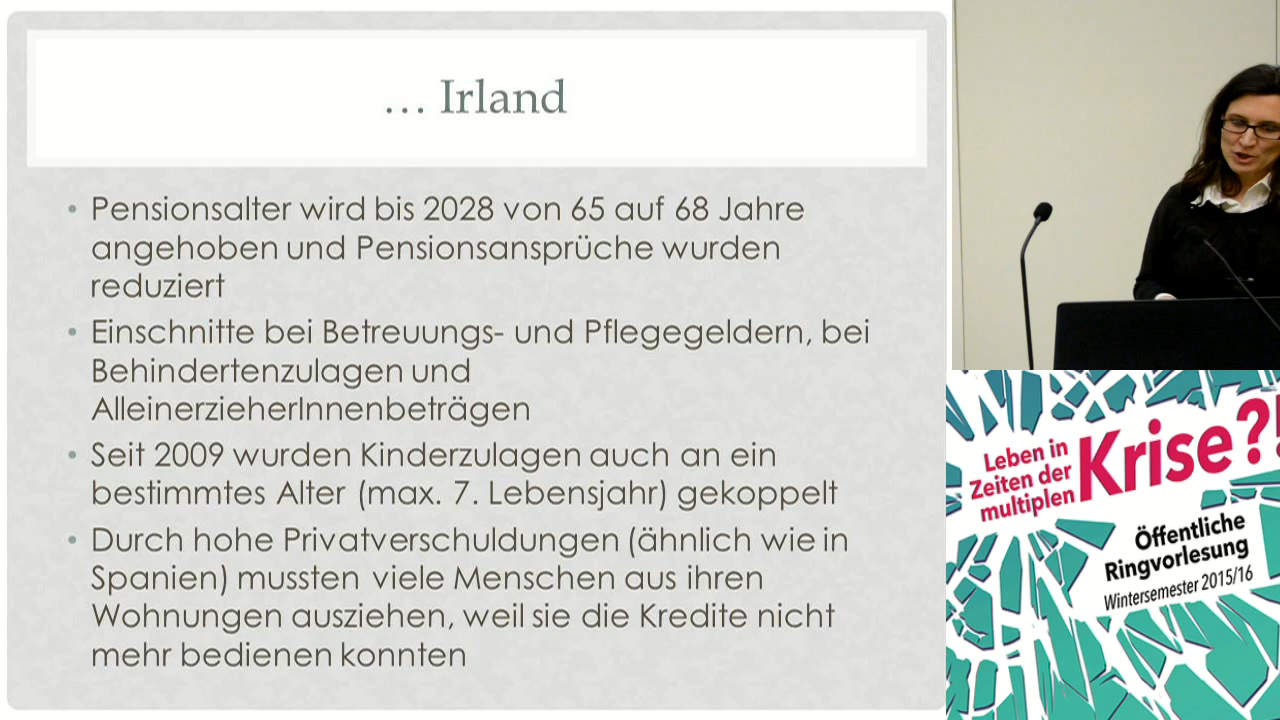 … Irland
• Pensionsalter wird bis 2028 von 65 auf 68 Jahre
angehoben und Pensionsansprüche wurden
reduziert
• Einschnitte bei Betreuungs- und Pflegegeldern, bei
Behindertenzulagen und
AlleinerzieherInnenbeträgen
• Seit 2009 wurden Kinderzulagen auch an ein
bestimmtes Alter (max. 7. Lebensjahr) gekoppelt
• Durch hohe Privatverschuldungen (ähnlich wie in
Spanien) mussten viele Menschen aus ihren
Wohnungen ausziehen, weil sie die Kredite nicht
mehr bedienen konnten
Leben in
Zeiten der
multiplen
Krise?!
Öffentliche
Ringvorlesung
Wintersemester 2015/16